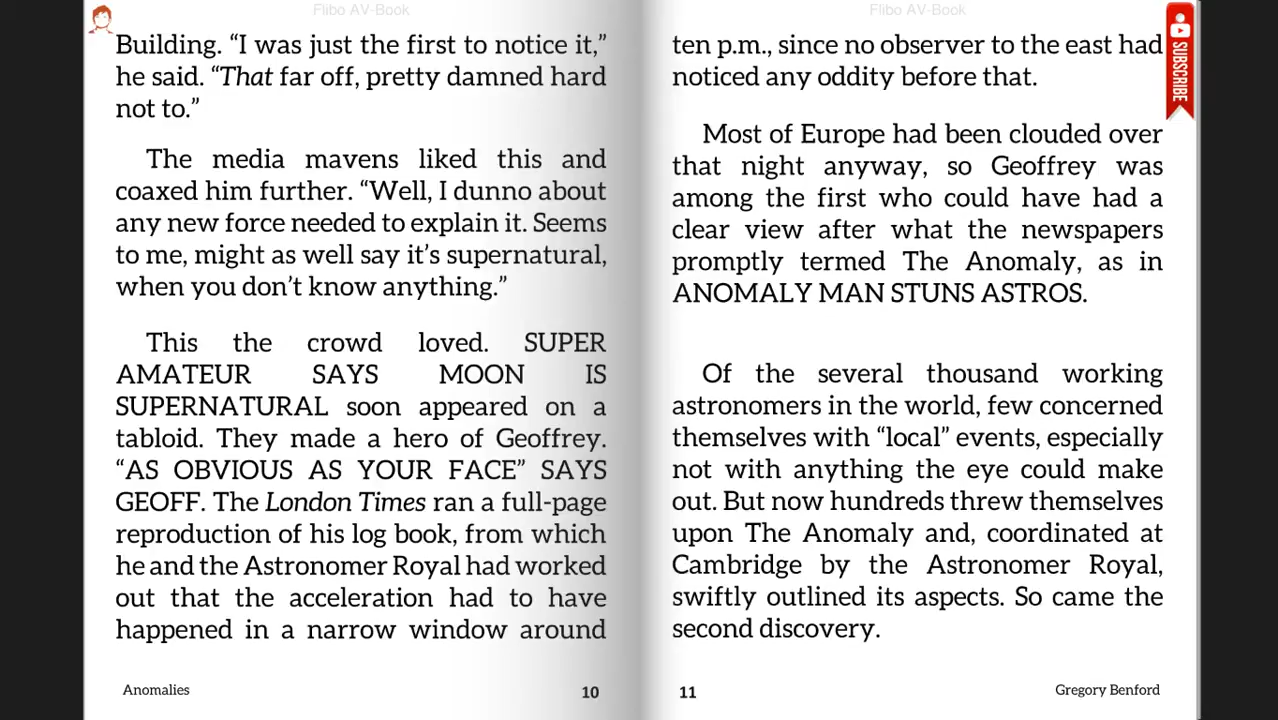 Flibo AV-Book
Building. “I was just the first to notice it,”
he said. “That far off, pretty damned hard
not to.”
The media mavens liked this and
coaxed him further. “Well, I dunno about
any new force needed to explain it. Seems
to me, might as well say it’s supernatural,
when you don’t know anything.”
This the crowd loved. SUPER
AMATEUR SAYS MOON IS
SUPERNATURAL soon appeared on a
tabloid. They made a hero of Geoffrey.
“AS OBVIOUS AS YOUR FACE” SAYS
GEOFF. The London Times ran a full-page
reproduction of his log book, from which
he and the Astronomer Royal had worked
out that the acceleration had to have
happened in a narrow window around
Anomalies
10
Flibo AV-Book
ten p.m., since no observer to the east had
noticed any oddity before that.
Most of Europe had been clouded over
that night anyway, so Geoffrey was
among the first who could have had a
clear view after what the newspapers
promptly termed The Anomaly, as in
ANOMALY MAN STUNS ASTROS.
Of the several thousand working
astronomers in the world, few concerned
themselves with “local” events, especially
not with anything the eye could make
out. But now hundreds threw themselves
upon The Anomaly and, coordinated at
Cambridge by the Astronomer Royal,
swiftly outlined its aspects. So came the
second discovery.
11
Gregory Benford
SUBSCRIBE